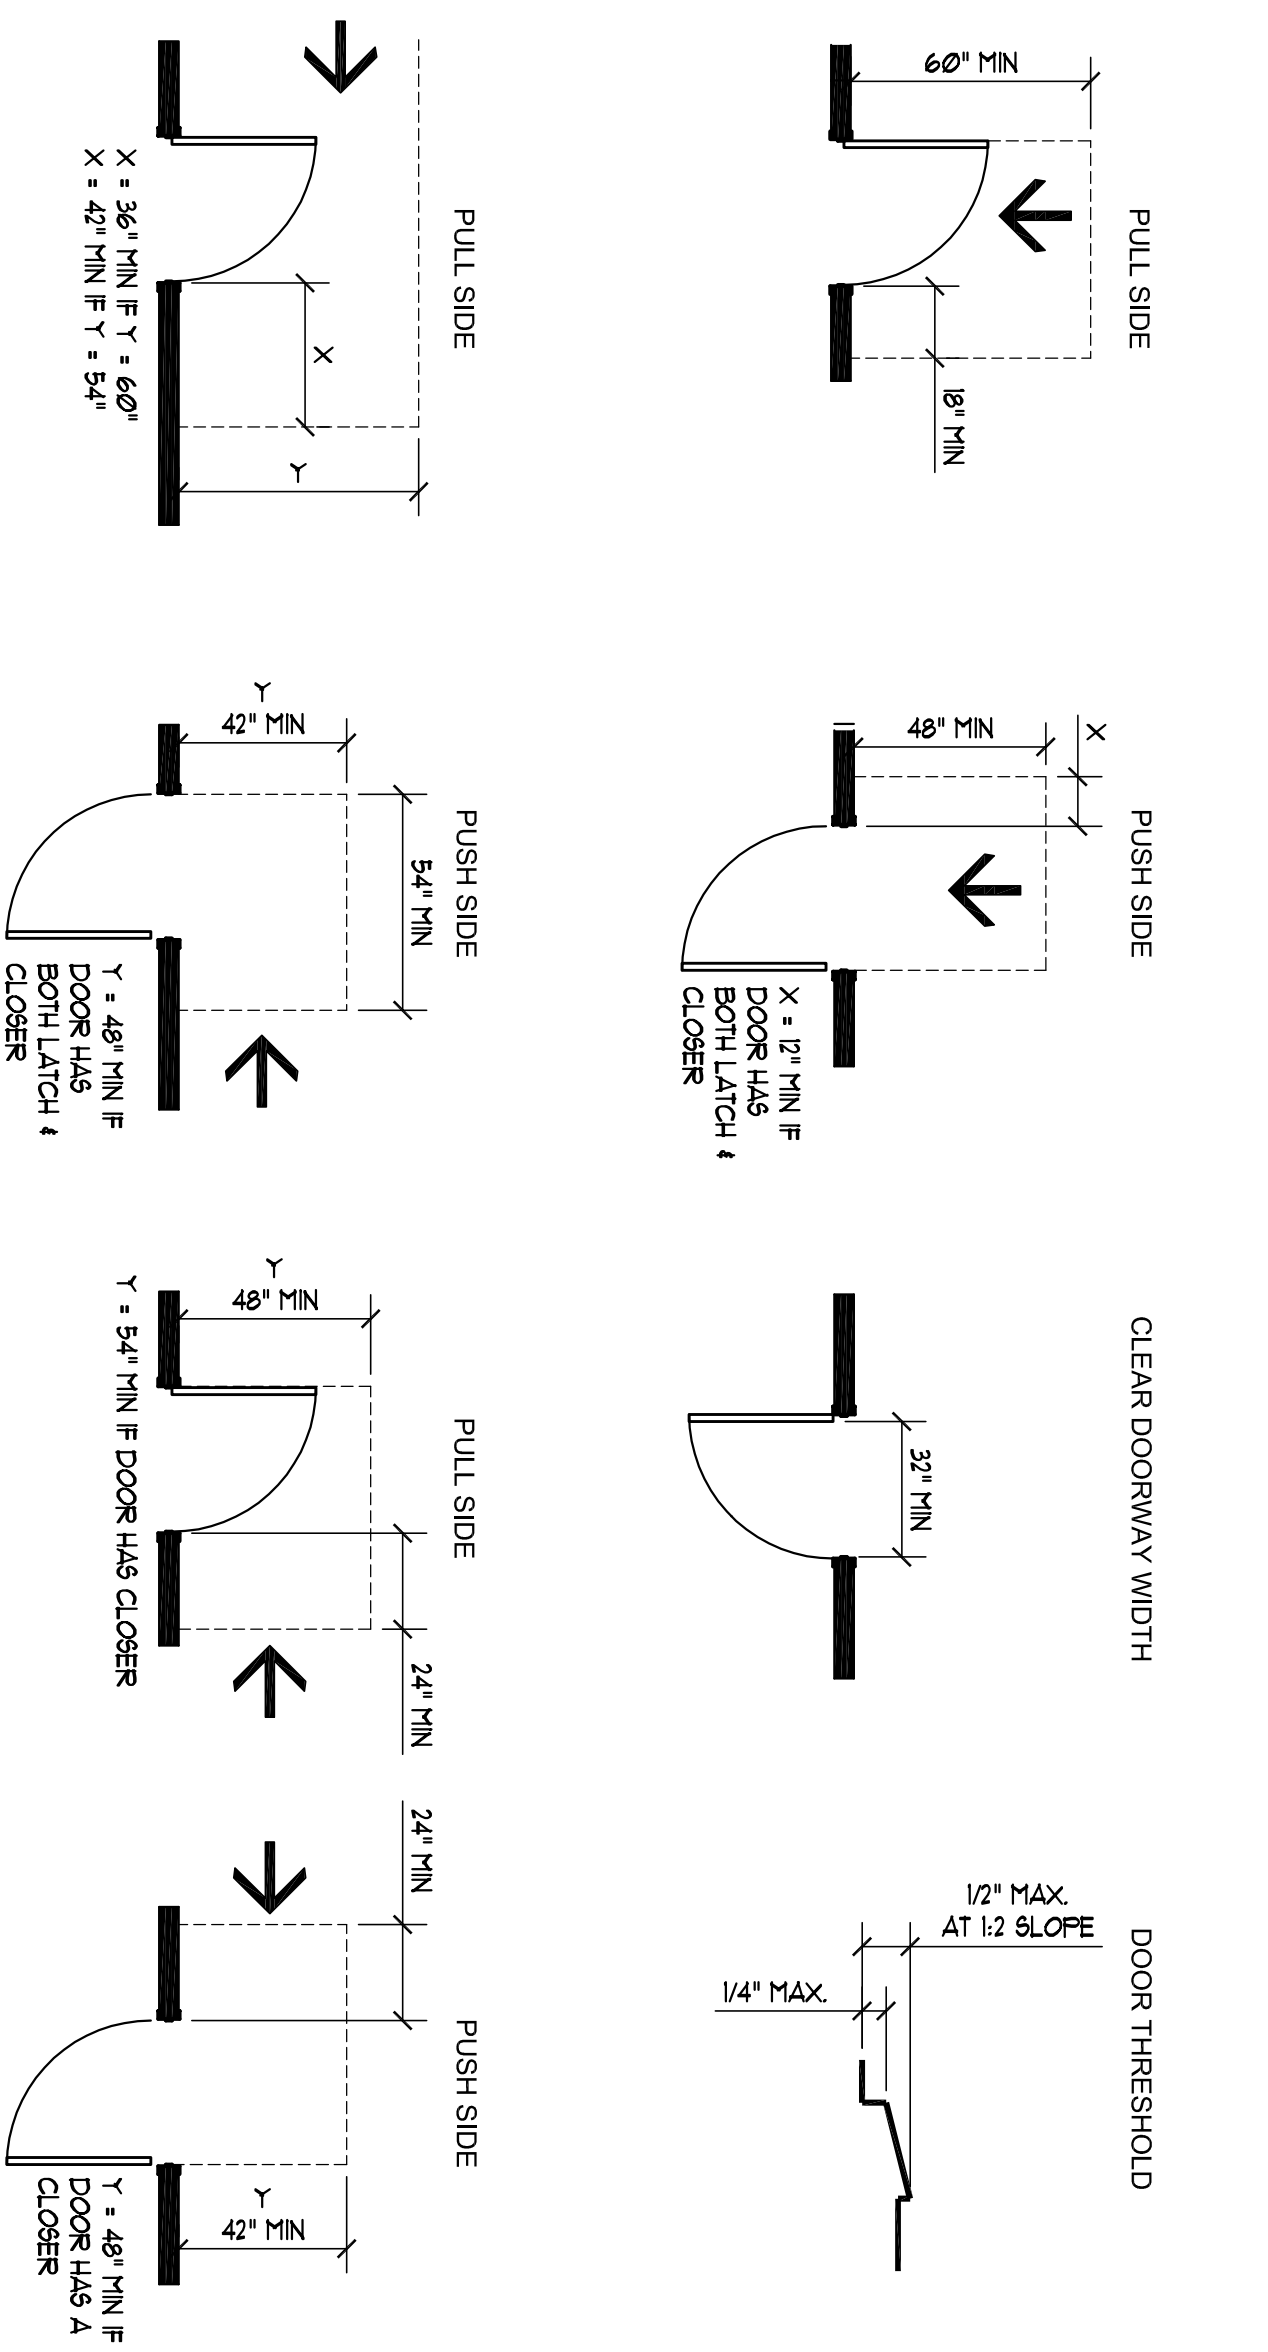 PULL SIDE
60" MIN
18" MIN
PUSH SIDE
X
48" MIN
X = 12" MIN IF
DOOR HAS
BOTH LATCH &
CLOSER
CLEAR DOORWAY WIDTH
32" MIN
DOOR THRESHOLD
1/2" MAX.
AT 1:2 SLOPE
1/4" MAX.
PULL SIDE
X
Y
X = 36" MIN IF Y = 60"
X = 42" MIN IF Y = 54"
PUSH SIDE
54" MIN
Y
42" MIN
Y = 48" MIN IF
DOOR HAS
BOTH LATCH &
CLOSER
PULL SIDE
24" MIN
Y
48" MIN
Y = 54" MIN IF DOOR HAS CLOSER
PUSH SIDE
24" MIN
Y
42" MIN
Y = 48" MIN IF
DOOR HAS A
CLOSER